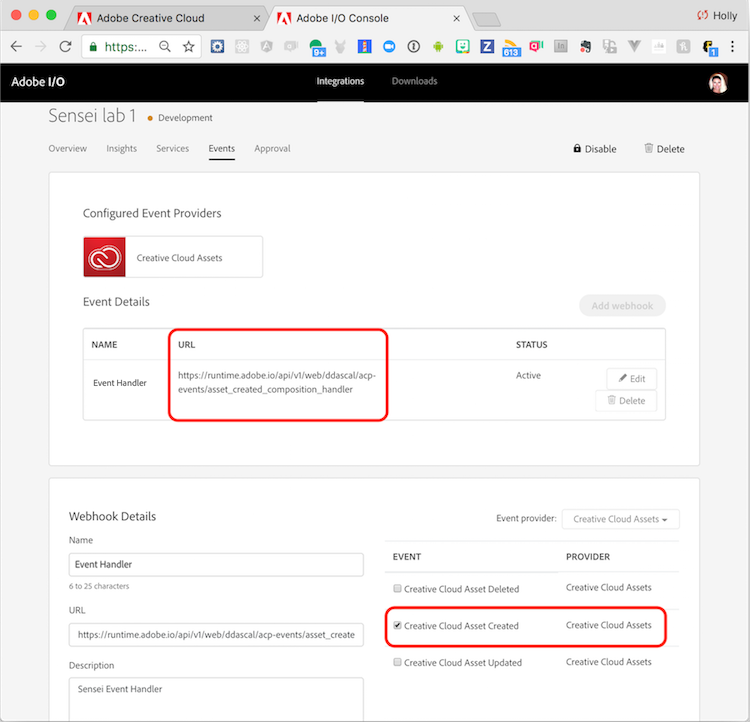 Adobe Creative Cloud
Adobe I/O Console
Holly
https:...
9+
613
1
Adobe I/O
Integrations
Downloads
Sensei lab 1
Development
Overview
Insights
Services
Events
Approval
Disable
Delete
Configured Event Providers
Creative Cloud Assets
Event Details
Add webhook
NAME
URL
STATUS
Event Handler
https://runtime.adobe.io/api/v1/web/ddascal/acp-
events/asset_created_composition_handler
Active
Edit
Delete
Webhook Details
Event provider:
Creative Cloud Assets
Name
Event Handler
6 to 25 characters
URL
https://runtime.adobe.io/api/v1/web/ddascal/acp-events/asset_create
Description
Sensei Event Handler
EVENT
PROVIDER
Creative Cloud Asset Deleted
Creative Cloud Assets
Creative Cloud Asset Created
Creative Cloud Assets
Creative Cloud Asset Updated
Creative Cloud Assets